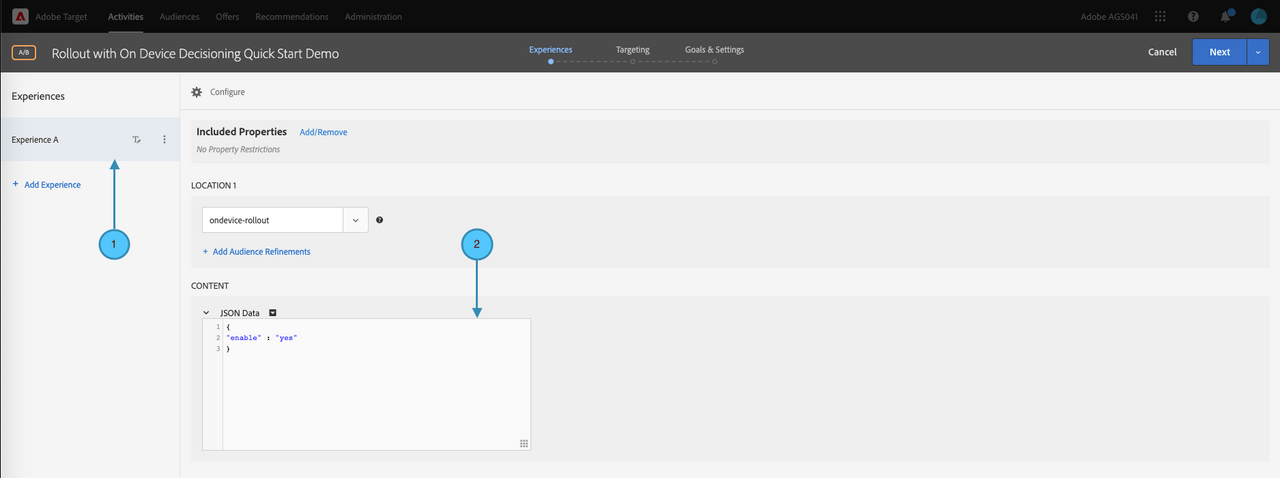 Adobe Target Activities Audiences Offers Recommendations Administration Adobe AGS041
A/B Rollout with On Device Decisioning Quick Start Demo Experiences Targeting Goals & Settings Cancel Next
Experiences
Configure
Included Properties Add/Remove
Experience A
No Property Restrictions
+ Add Experience
LOCATION 1
ondevice-rollout
1
2
+ Add Audience Refinements
CONTENT
JSON Data
1 {
2 "enable" : "yes"
3 }